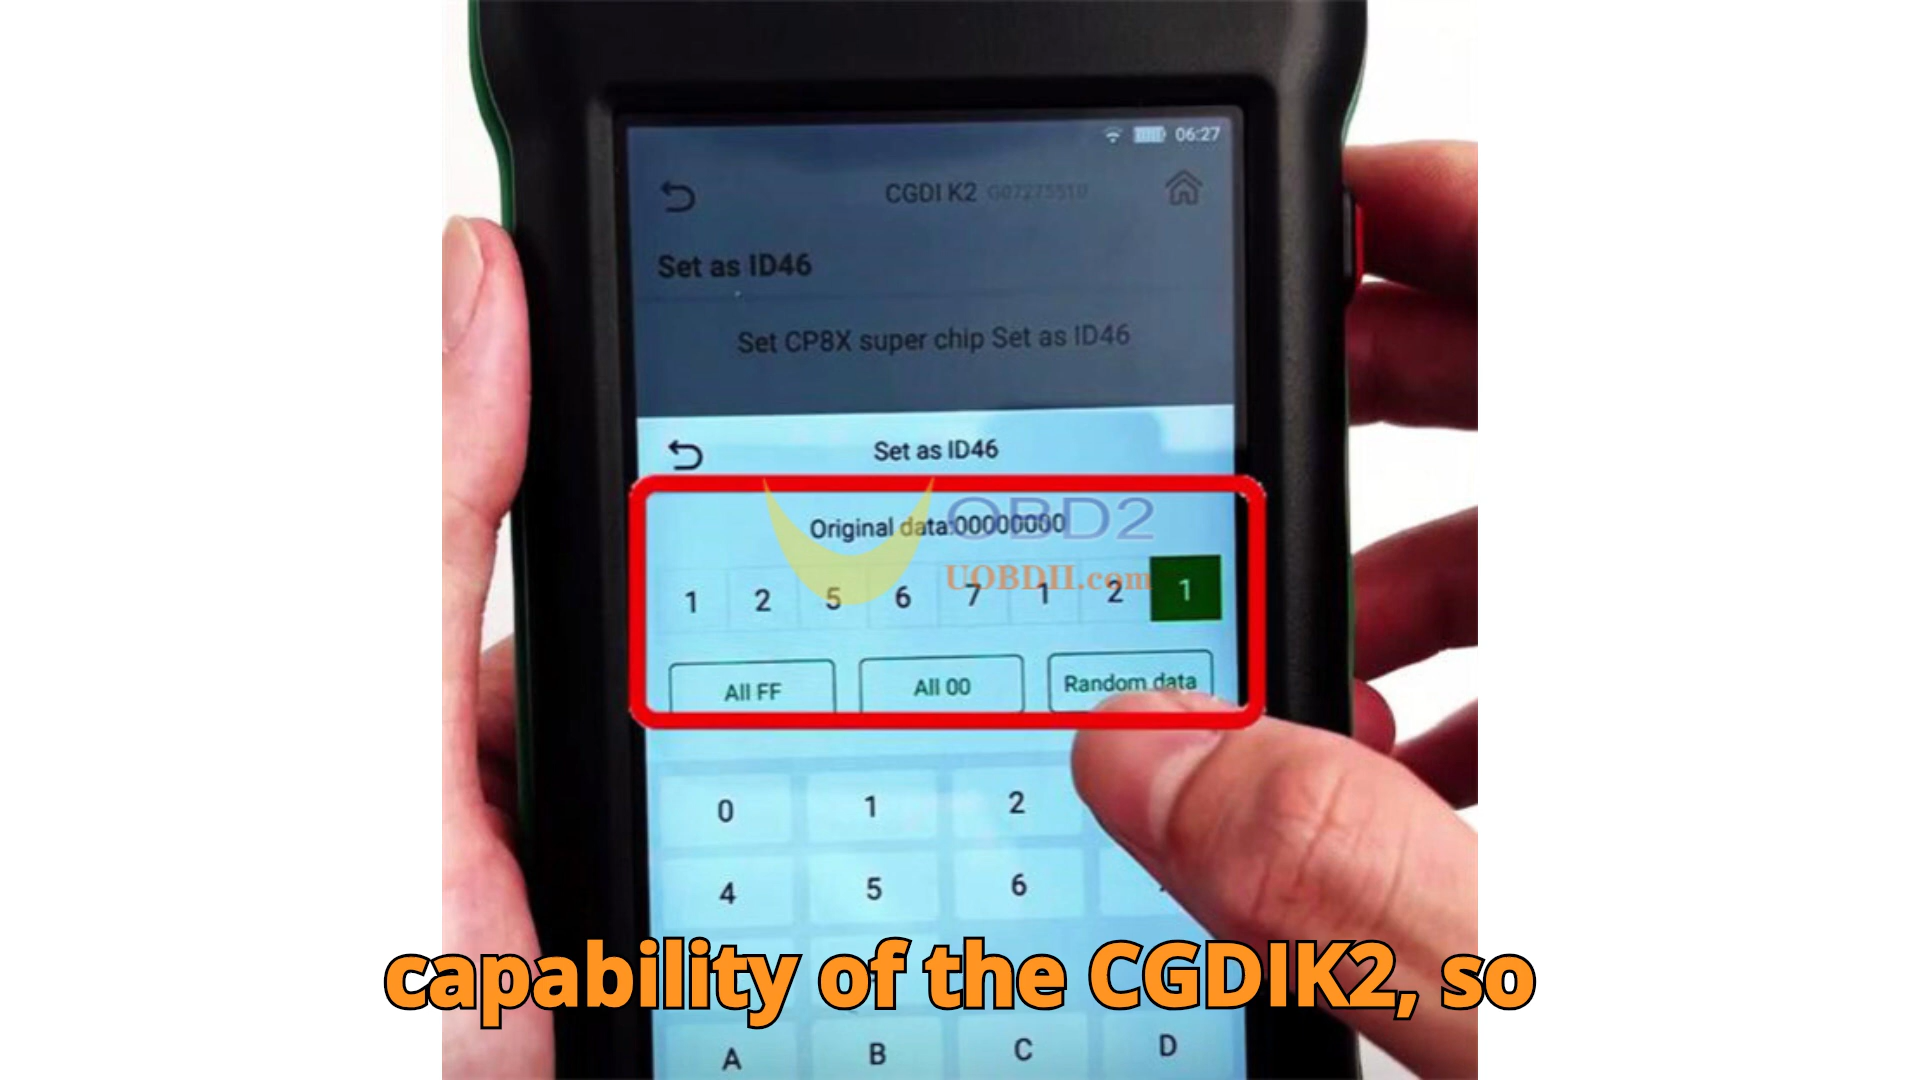 06:27
CGDI K2 G07275510
Set as ID46
Set CP8X super chip Set as ID46
Set as ID46
Original data:00000000
OBD2
UOBDII.com
1 2 5 6 7 1 2 1
All FF All 00 Random data
0 1 2
4 5 6
capability of the CGDIK2, so
A B C D